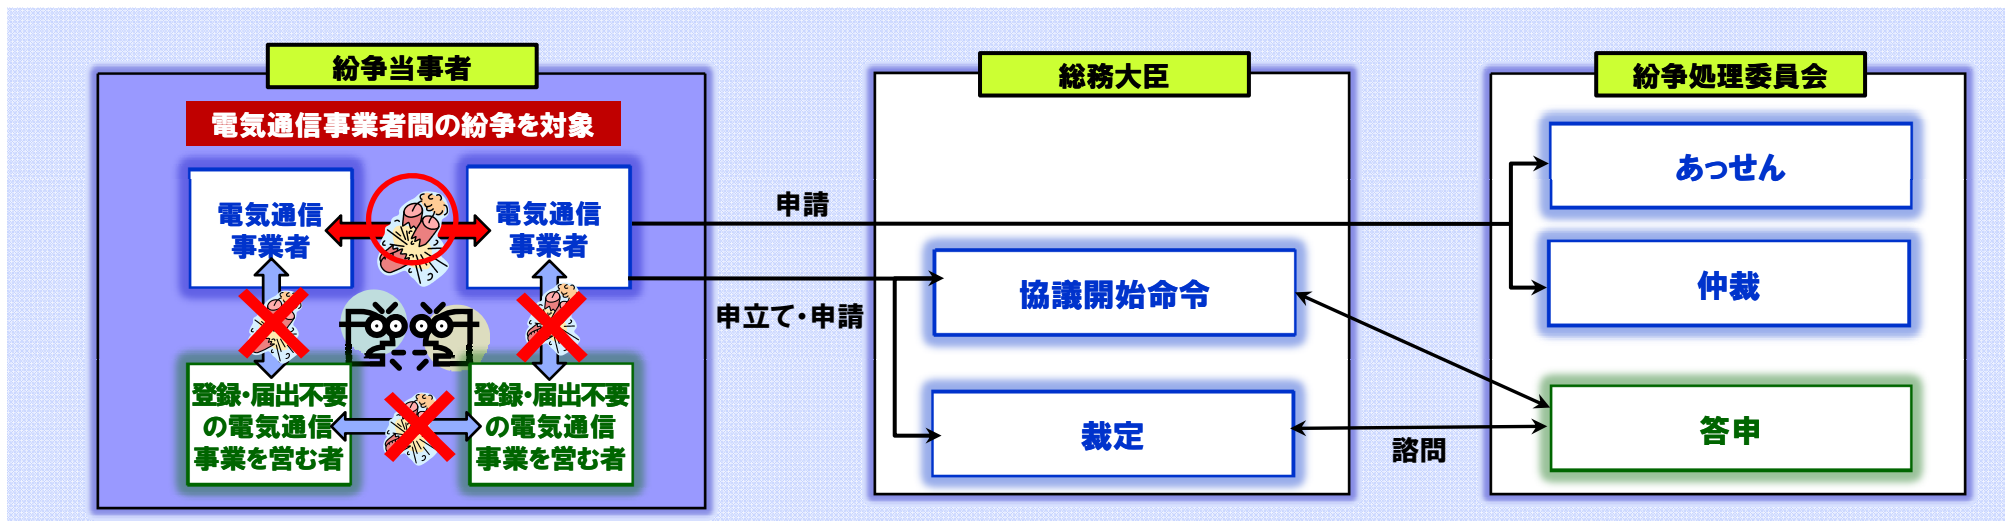 紛争当事者
電気通信事業者間の紛争を対象
電気通信
事業者
電気通信
事業者
登録・届出不要
の電気通信
事業を営む者
登録・届出不要
の電気通信
事業を営む者
申請
申立て・申請
総務大臣
協議開始命令
裁定
諮問
紛争処理委員会
あっせん
仲裁
答申